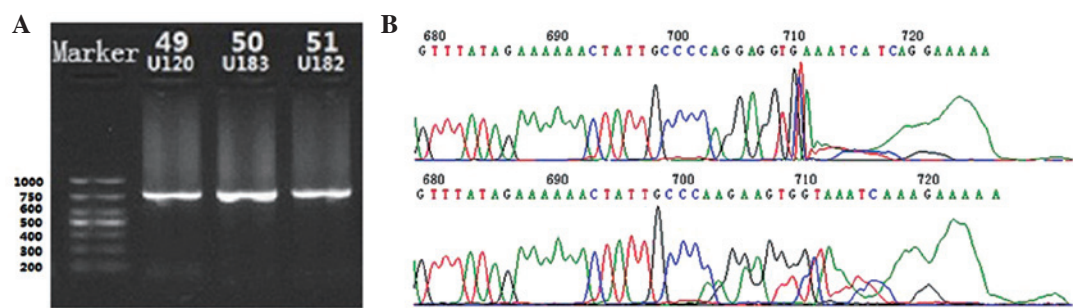 A
B
Marker
49 50 51
U120 U183 U182
1000
750
600
500
400
300
200
680 690 700 710 720
GTTTATAGAAAAAACTATTGCCCCAGGAGGTGAAATCATCAGGAAAAA
680 690 700 710 720
GTTTATAGAAAAAACTATTGCCCAAGAAGTGGTAAATCAAAGAAAAA